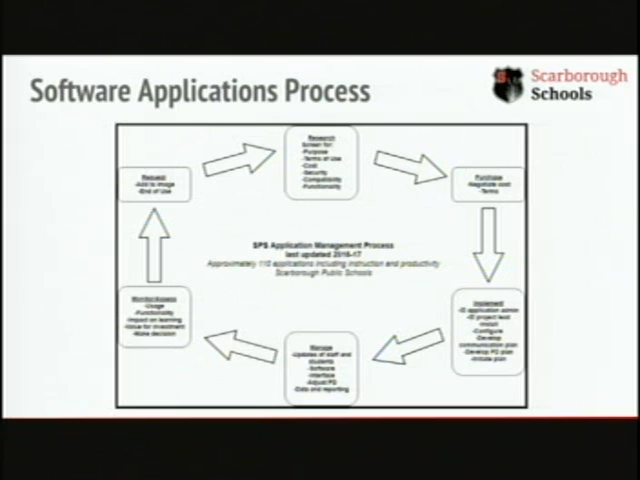 Software Applications Process
Scarborough
Schools
Research
Screen for:
-Purpose
-Terms of Use
-Cost
-Security
-Compatibility
-Functionality
Request
-Add to image
-End of Use
Purchase
-Negotiate cost
-Terms
SPS Application Management Process
last updated 2016-17
Approximately 110 applications including instruction and productivity
Scarborough Public Schools
Monitor/Assess
-Usage
-Functionality
-Impact on learning
-Value for investment
-Make decision
Implement
-ID application admin
-ID project lead
-Install
-Configure
-Develop
communication plan
-Develop PD plan
-Initiate plan
Manage
-Updates of staff and
students
-Software
-Interface
-Adjust PD
-Data and reporting